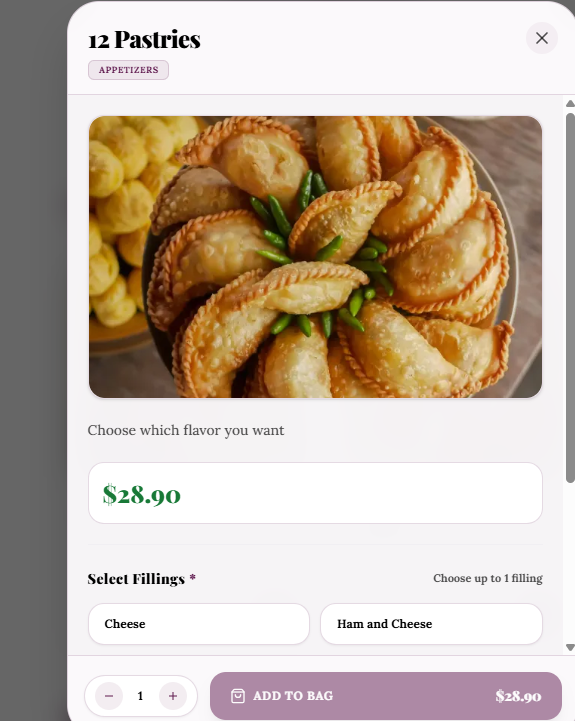 12 Pastries
APPETIZERS
Choose which flavor you want
$28.90
Select Fillings *
Choose up to 1 filling
Cheese
Ham and Cheese
1
ADD TO BAG
$28.90